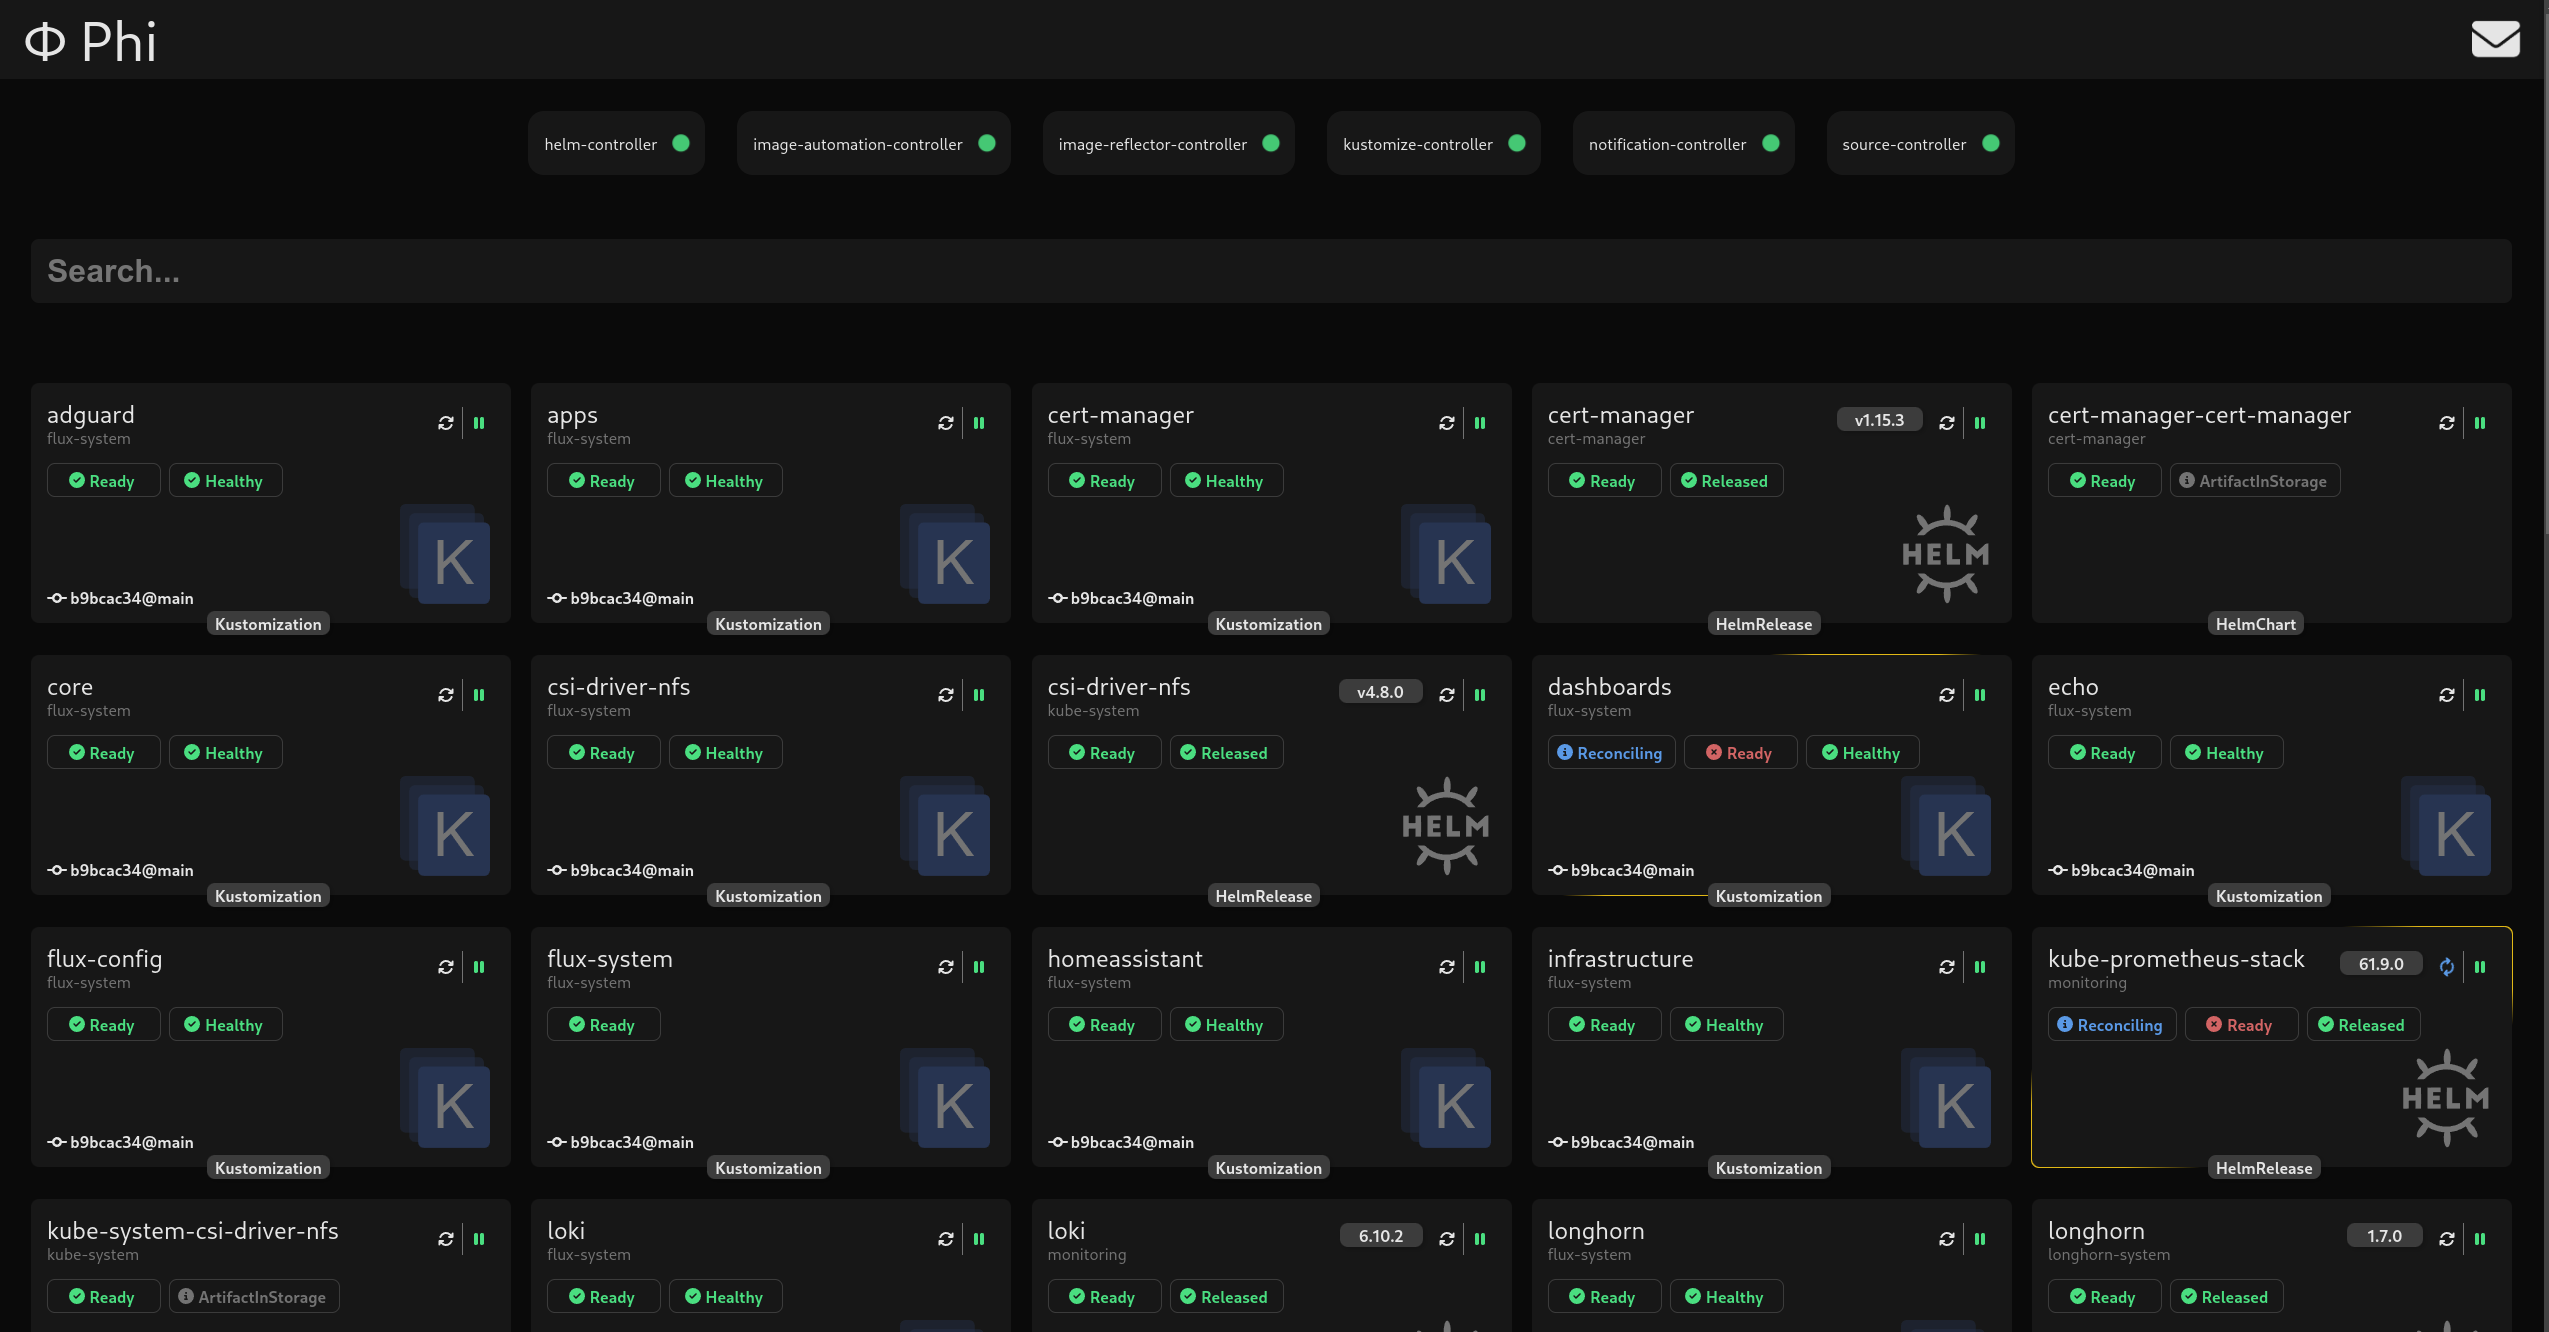 Φ Phi
helm-controller
image-automation-controller
image-reflector-controller
kustomize-controller
notification-controller
source-controller
Search...
adguard
flux-system
Ready Healthy
K
b9bcac34@main
Kustomization
apps
flux-system
Ready Healthy
K
b9bcac34@main
Kustomization
cert-manager
flux-system
Ready Healthy
K
b9bcac34@main
Kustomization
cert-manager v1.15.3
cert-manager
Ready Released
HELM
HelmRelease
cert-manager-cert-manager
cert-manager
Ready ArtifactInStorage
HelmChart
core
flux-system
Ready Healthy
K
b9bcac34@main
Kustomization
csi-driver-nfs
flux-system
Ready Healthy
K
b9bcac34@main
Kustomization
csi-driver-nfs v4.8.0
kube-system
Ready Released
HELM
HelmRelease
dashboards
flux-system
Reconciling Ready Healthy
K
b9bcac34@main
Kustomization
echo
flux-system
Ready Healthy
K
b9bcac34@main
Kustomization
flux-config
flux-system
Ready Healthy
K
b9bcac34@main
Kustomization
flux-system
flux-system
Ready
K
b9bcac34@main
Kustomization
homeassistant
flux-system
Ready Healthy
K
b9bcac34@main
Kustomization
infrastructure
flux-system
Ready Healthy
K
b9bcac34@main
Kustomization
kube-prometheus-stack 61.9.0
monitoring
Reconciling Ready Released
HELM
HelmRelease
kube-system-csi-driver-nfs
kube-system
Ready ArtifactInStorage
loki
flux-system
Ready Healthy
loki 6.10.2
monitoring
Ready Released
longhorn
flux-system
Ready Healthy
longhorn 1.7.0
longhorn-system
Ready Released